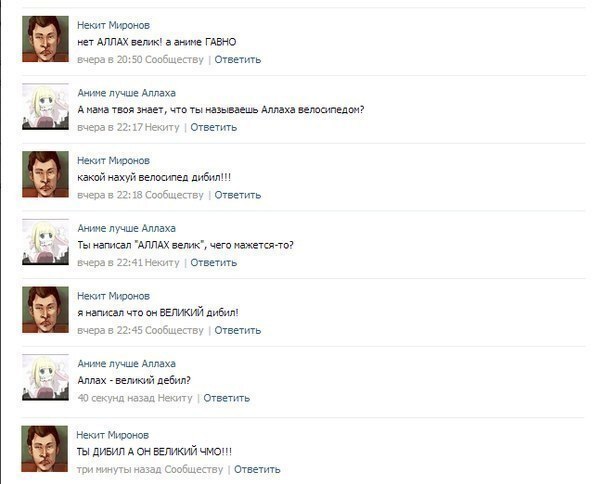 Некит Миронов
нет АЛЛАХ велик! а аниме ГАВНО
вчера в 20:50 Сообществу | Ответить
Аниме лучше Аллаха
А мама твоя знает, что ты называешь Аллаха велосипедом?
вчера в 22:17 Некиту | Ответить
Некит Миронов
какой нахуй велосипед дибил!!!
вчера в 22:18 Сообществу | Ответить
Аниме лучше Аллаха
Ты написал "АЛЛАХ велик", чего мажется-то?
вчера в 22:41 Некиту | Ответить
Некит Миронов
я написал что он ВЕЛИКИЙ дибил!
вчера в 22:45 Сообществу | Ответить
Аниме лучше Аллаха
Аллах - великий дебил?
40 секунд назад Некиту | Ответить
Некит Миронов
ТЫ ДИБИЛ А ОН ВЕЛИКИЙ ЧМО!!!
три минуты назад Сообществу | Ответить